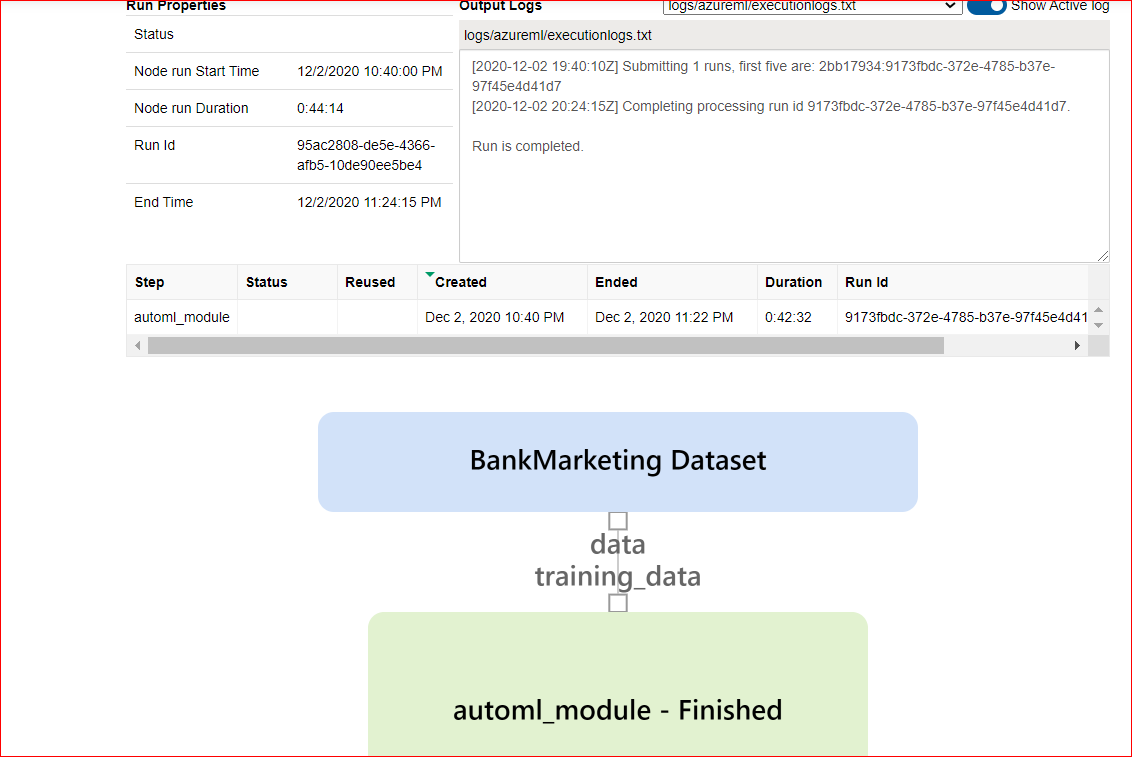 Run Properties
Output Logs
logs/azureml/executionlogs.txt
Show Active log
Status
Node run Start Time 12/2/2020 10:40:00 PM
Node run Duration 0:44:14
Run Id 95ac2808-de5e-4366-
afb5-10de90ee5be4
End Time 12/2/2020 11:24:15 PM
logs/azureml/executionlogs.txt
[2020-12-02 19:40:10Z] Submitting 1 runs, first five are: 2bb17934:9173fbdc-372e-4785-b37e-
97f45e4d41d7
[2020-12-02 20:24:15Z] Completing processing run id 9173fbdc-372e-4785-b37e-97f45e4d41d7.
Run is completed.
Step Status Reused Created Ended Duration Run Id
automl_module Dec 2, 2020 10:40 PM Dec 2, 2020 11:22 PM 0:42:32 9173fbdc-372e-4785-b37e-97f45e4d41
BankMarketing Dataset
data
training_data
automl_module - Finished